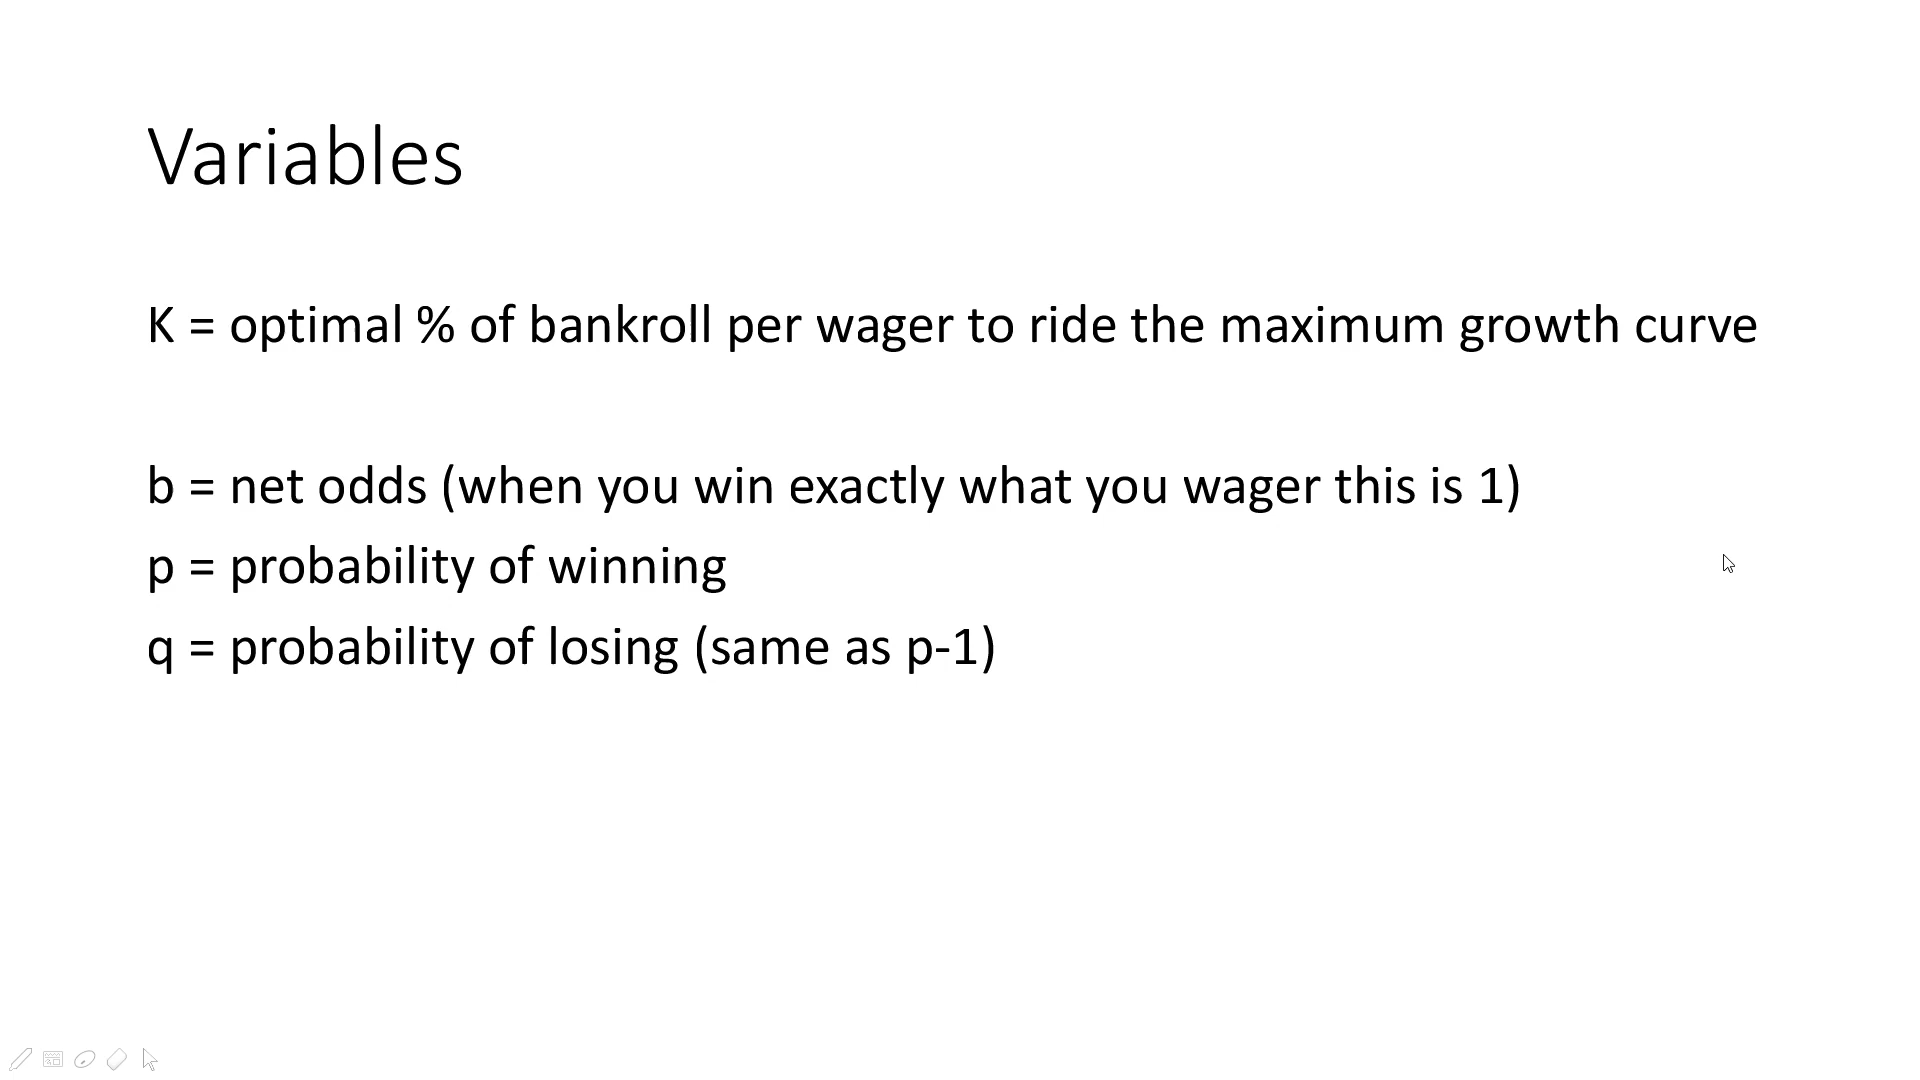 Variables
K = optimal % of bankroll per wager to ride the maximum growth curve
b = net odds (when you win exactly what you wager this is 1)
p = probability of winning
q = probability of losing (same as p-1)